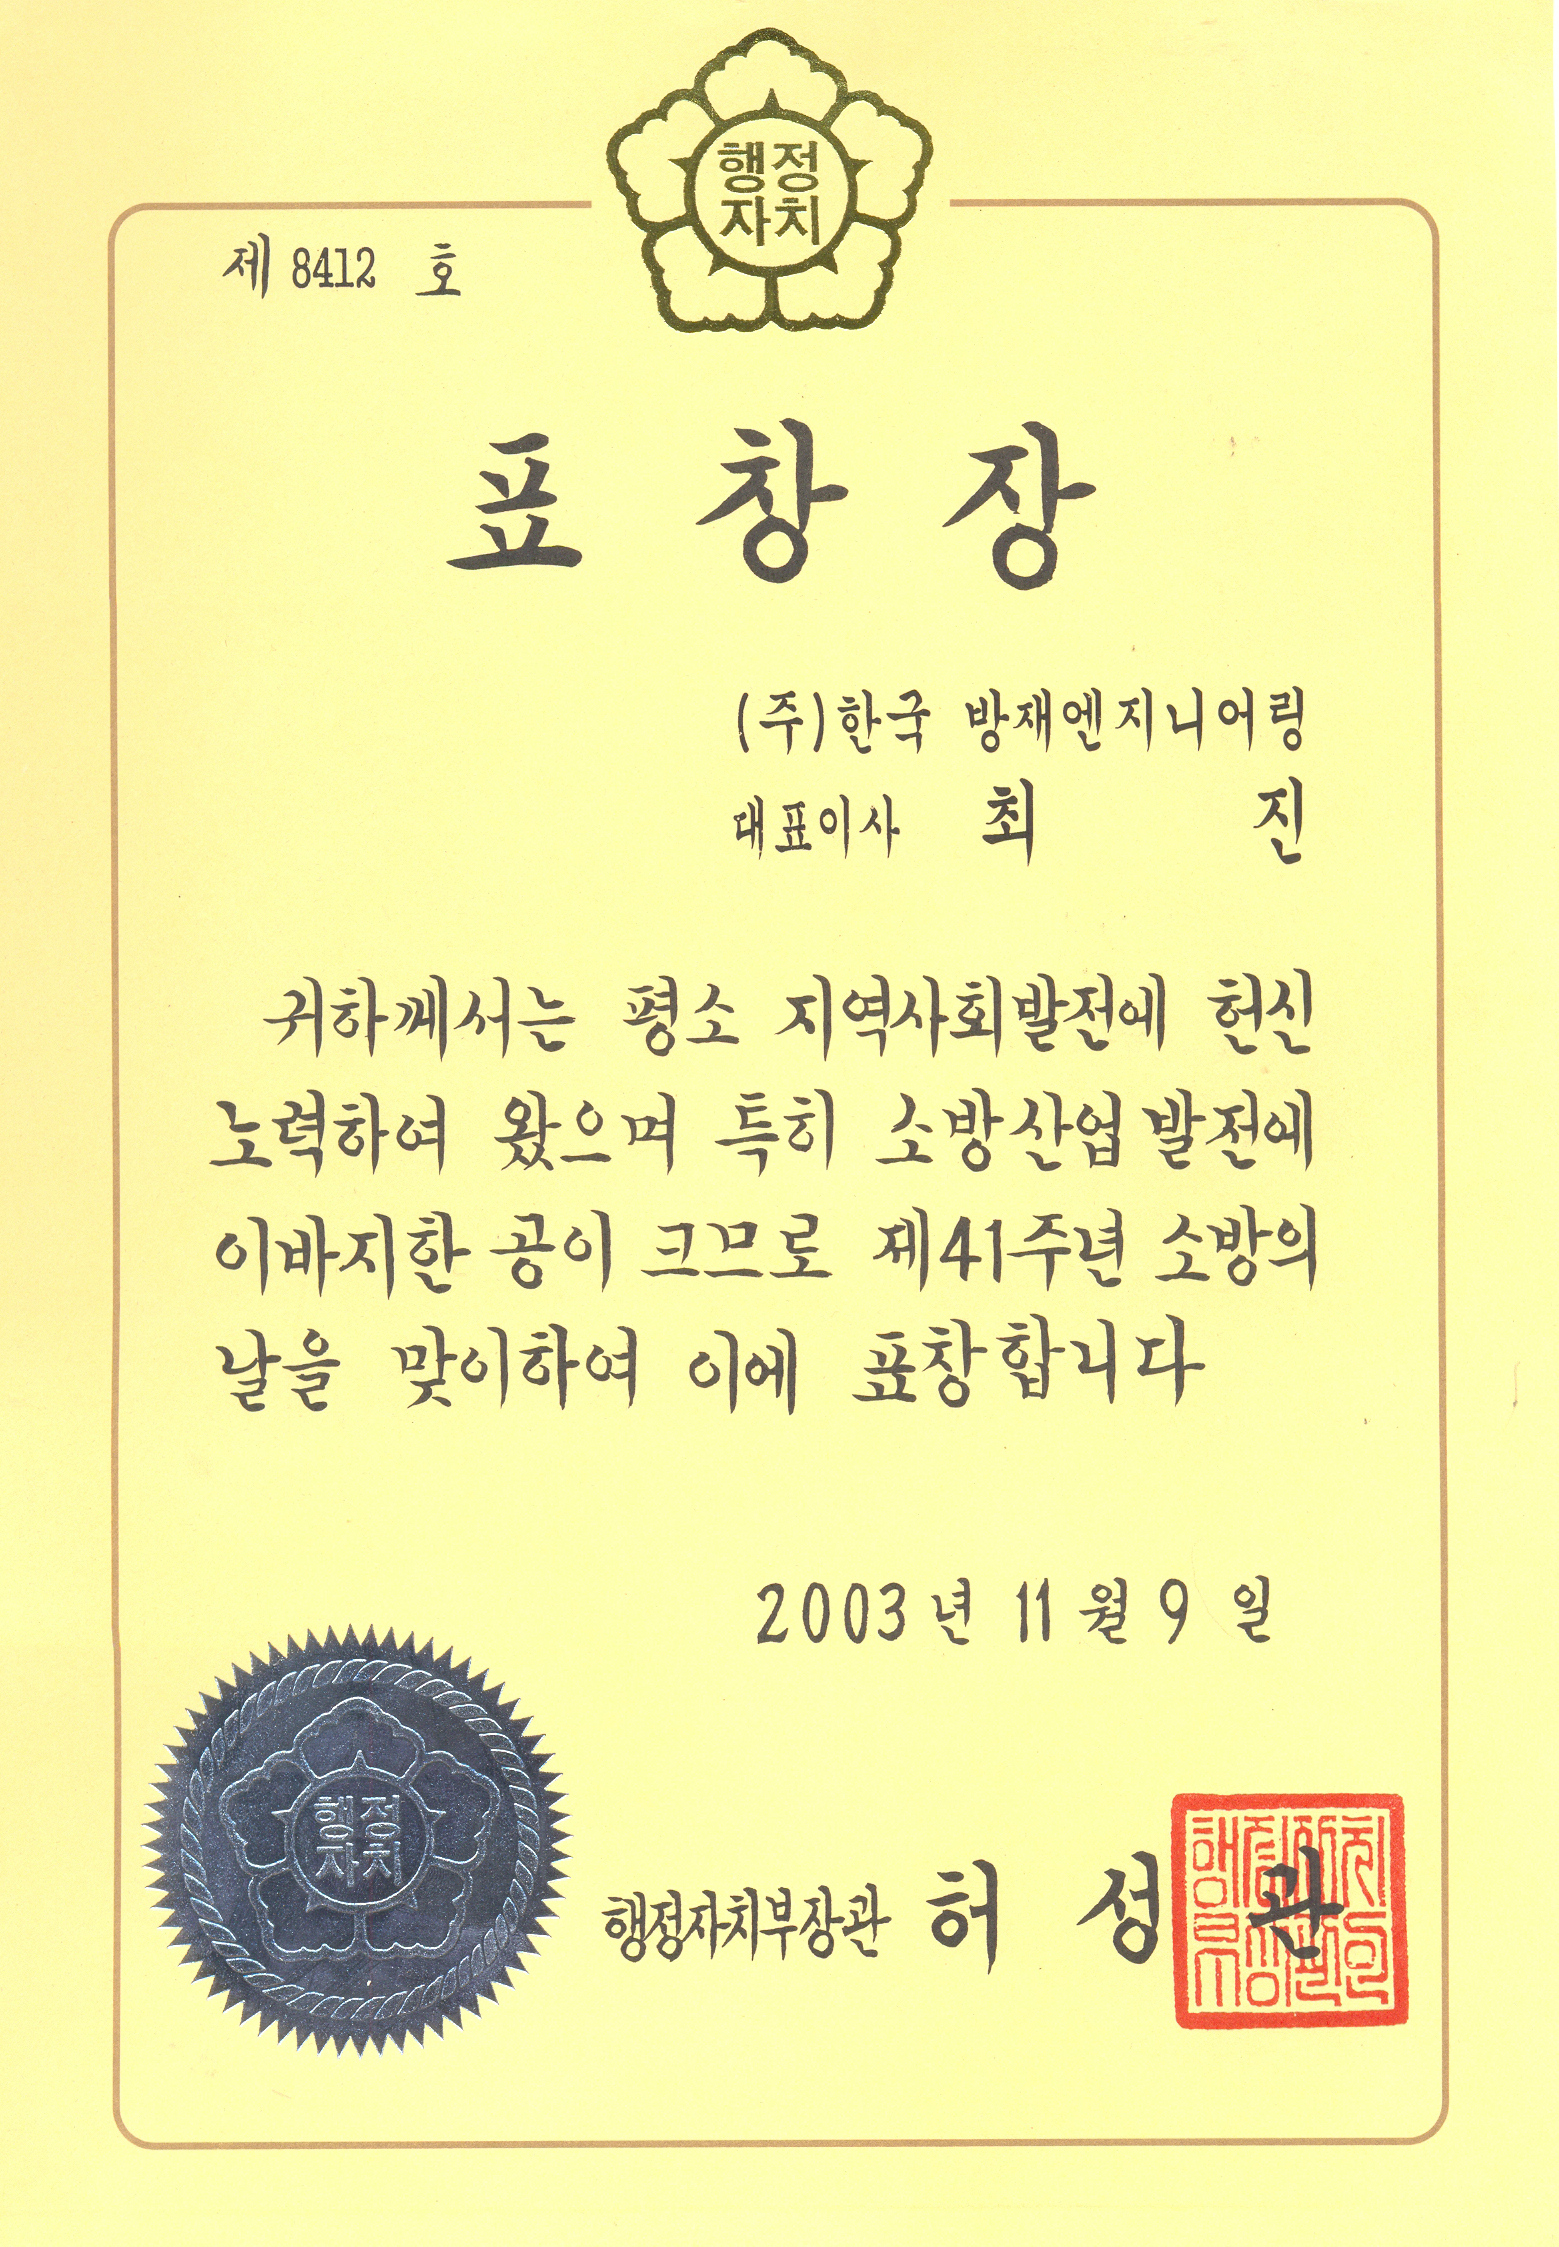 행정
자치
제 8412 호
표 창 장
(주)한국 방재엔지니어링
대표이사 최 진
귀하께서는 평소 지역사회발전에 헌신
노력하여 왔으며 특히 소방산업발전에
이바지한 공이 크므로 제41주년 소방의
날을 맞이하여 이에 표창합니다
2003년 11월 9 일
행정
자치
행정자치부장관 허 성 관